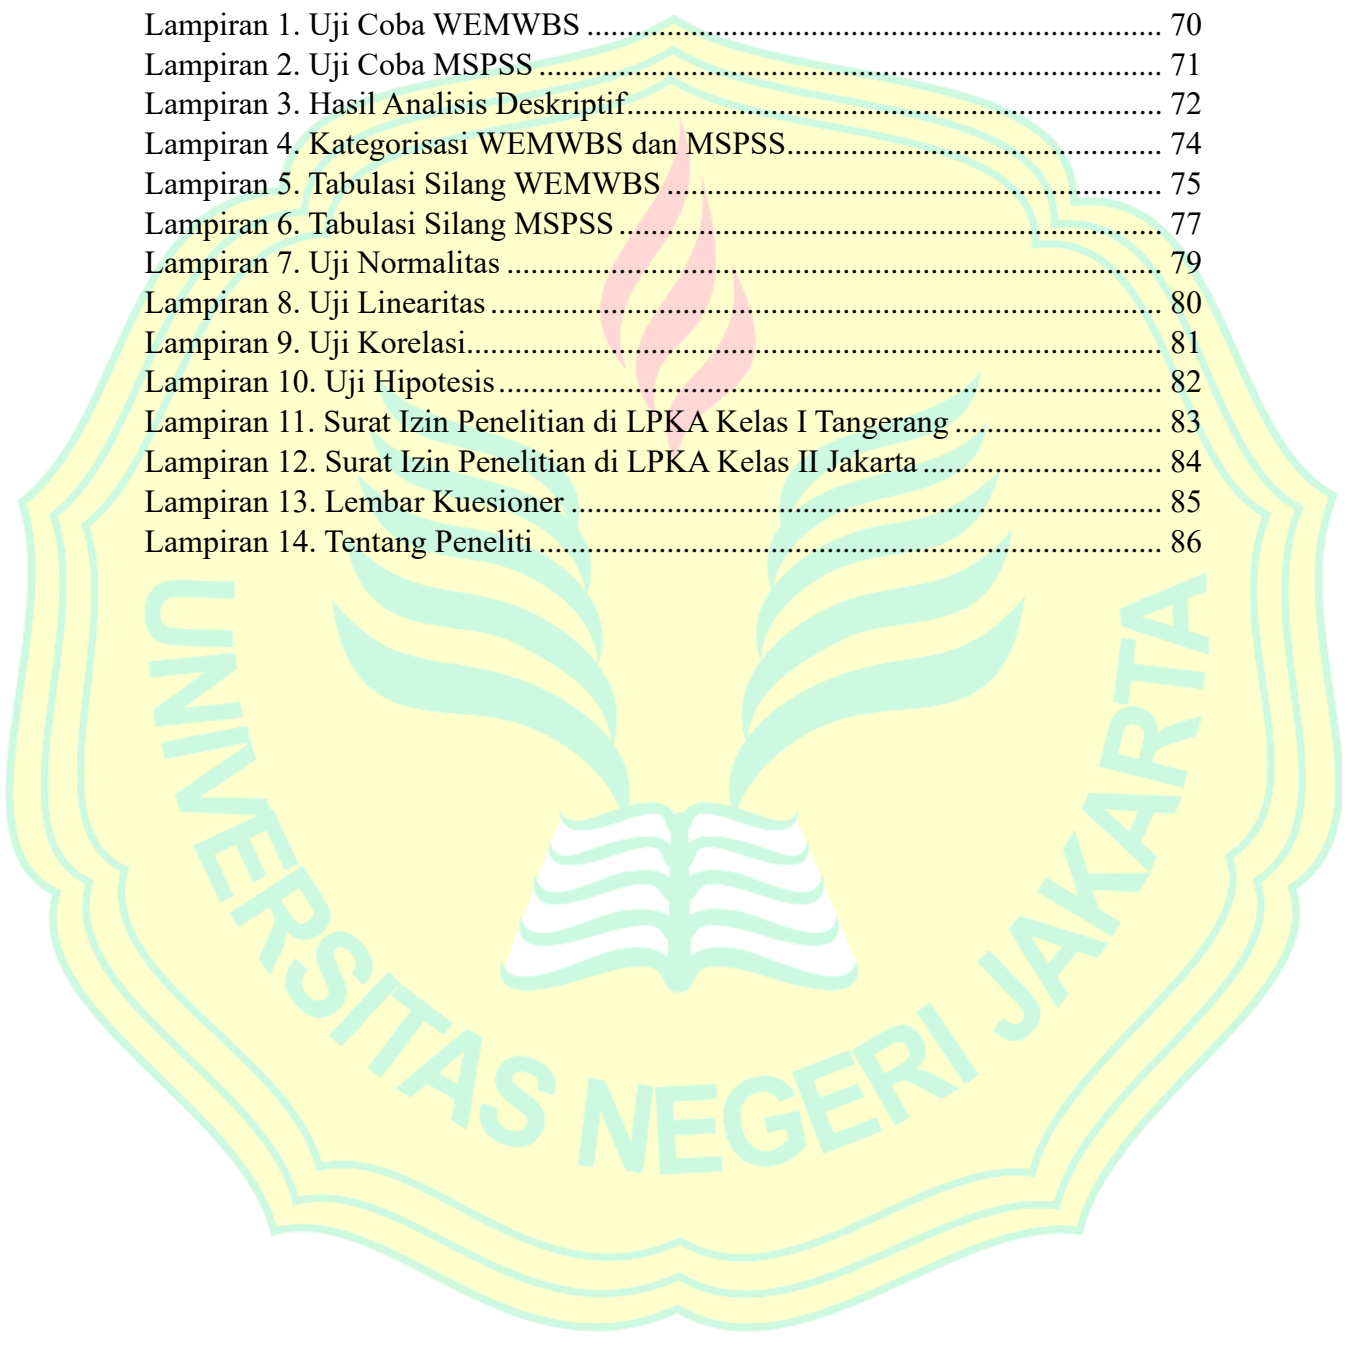 Lampiran 1. Uji Coba WEMWBS ........................................................................ 70
Lampiran 2. Uji Coba MSPSS .............................................................................. 71
Lampiran 3. Hasil Analisis Deskriptif................................................................... 72
Lampiran 4. Kategorisasi WEMWBS dan MSPSS............................................... 74
Lampiran 5. Tabulasi Silang WEMWBS .............................................................. 75
Lampiran 6. Tabulasi Silang MSPSS .................................................................... 77
Lampiran 7. Uji Normalitas .................................................................................. 79
Lampiran 8. Uji Linearitas .................................................................................... 80
Lampiran 9. Uji Korelasi....................................................................................... 81
Lampiran 10. Uji Hipotesis ................................................................................... 82
Lampiran 11. Surat Izin Penelitian di LPKA Kelas I Tangerang .......................... 83
Lampiran 12. Surat Izin Penelitian di LPKA Kelas II Jakarta .............................. 84
Lampiran 13. Lembar Kuesioner .......................................................................... 85
Lampiran 14. Tentang Peneliti .............................................................................. 86
UNIVERSITAS NEGERI JAKARTA